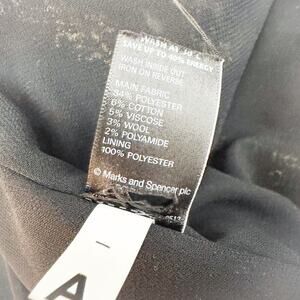 WASH AT 30°C
SAVE UP TO 40% ENERGY
WASH INSIDE OUT
IRON ON REVERSE
MAIN FABRIC
84% POLYESTER
6% COTTON
5% VISCOSE
3% WOOL
2% POLYAMIDE
LINING
100% POLYESTER
© Marks and Spencer plc
A